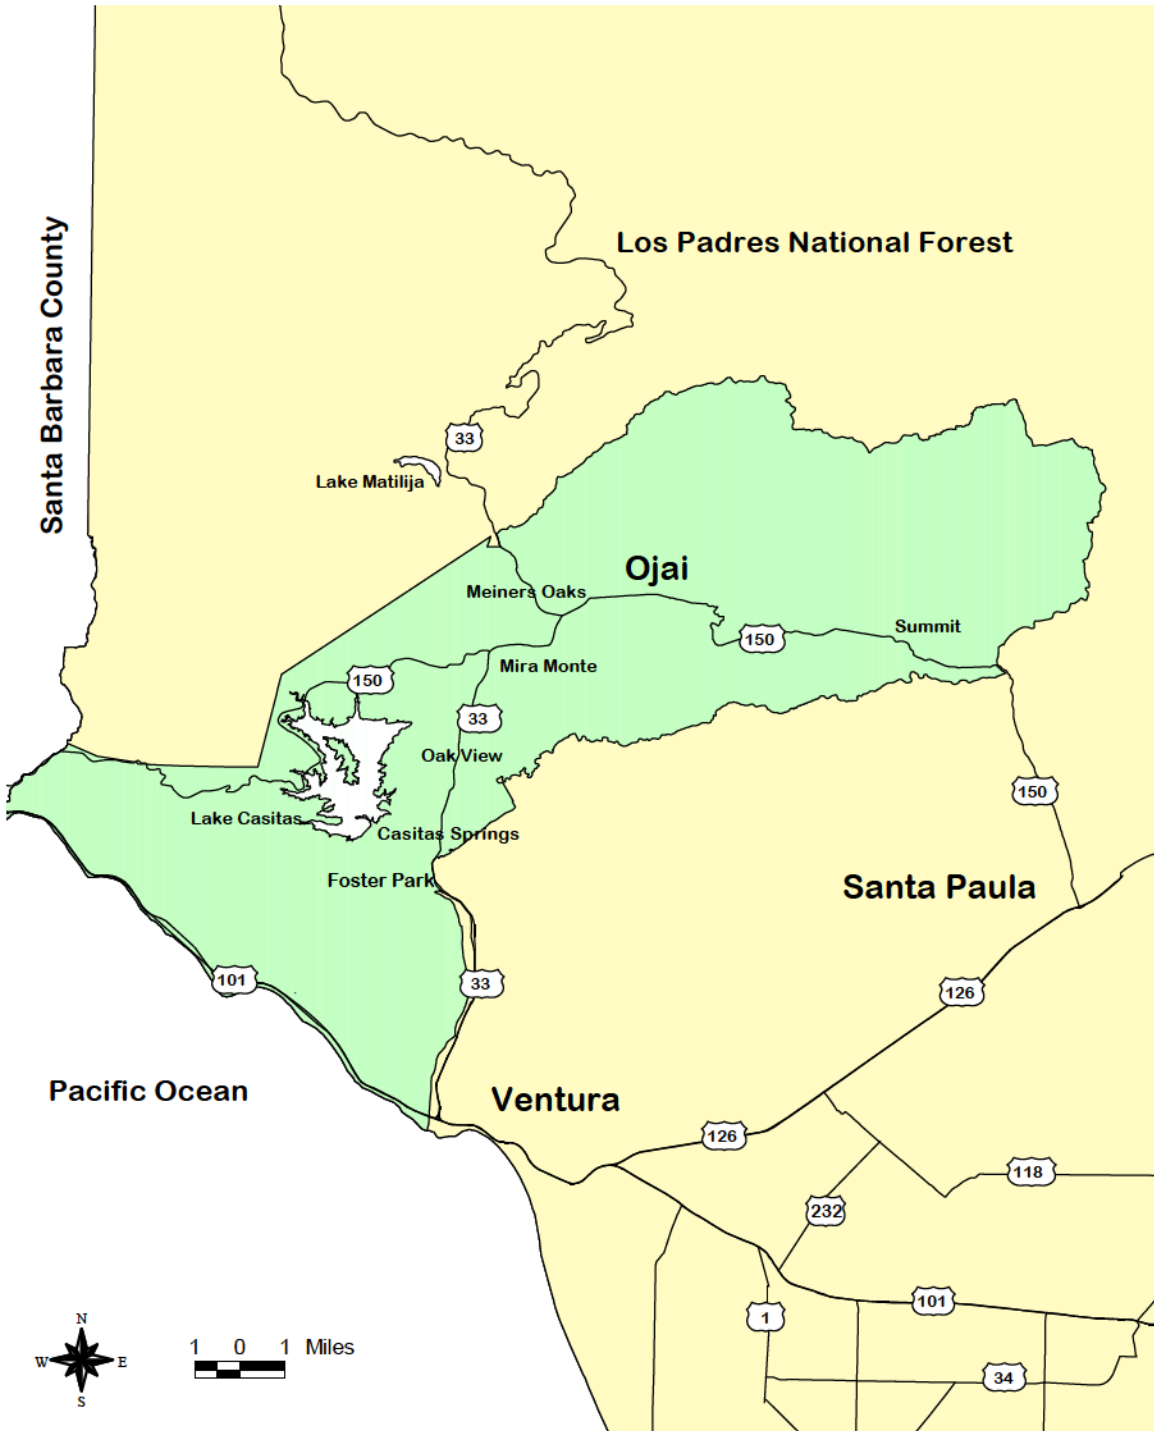 Santa Barbara County
Los Padres National Forest
33
Lake Matilija
Ojai
Meiners Oaks
Summit
150
Mira Monte
150
33
Oak View
150
Lake Casitas
Casitas Springs
Foster Park
Santa Paula
101
33
126
Pacific Ocean
Ventura
126
118
232
101
1
34
N
W E
S
1 0 1 Miles